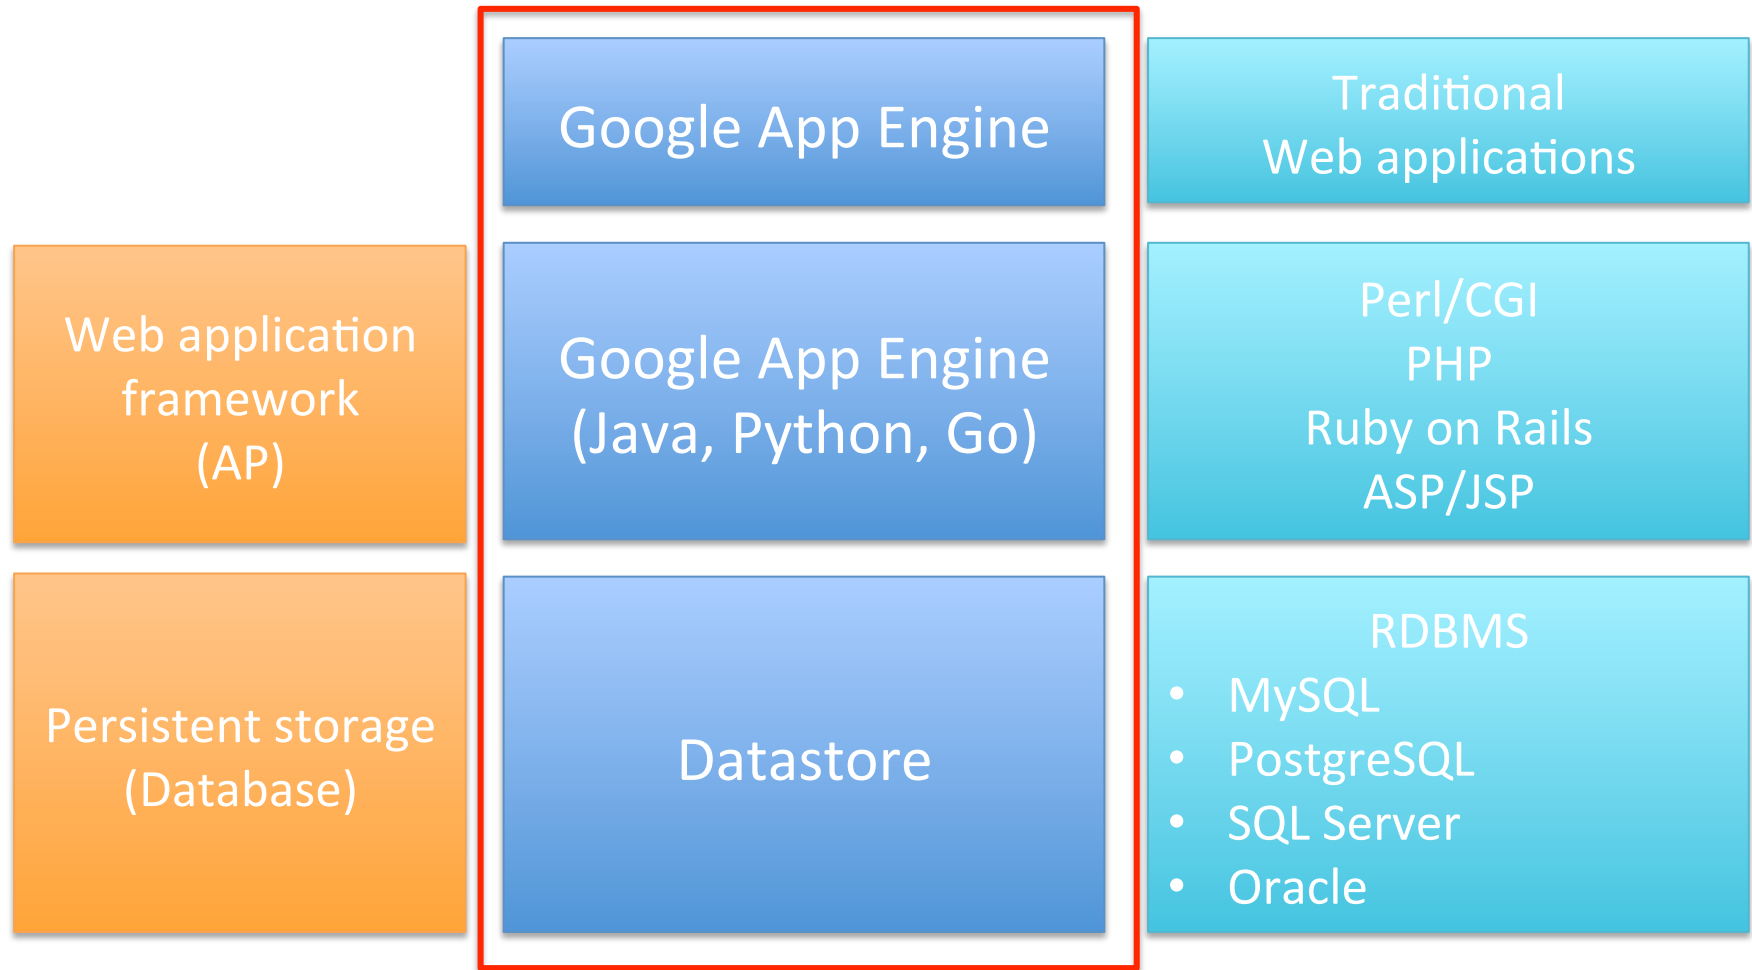 Google App Engine
Traditional
Web applications
Web application
framework
(AP)
Google App Engine
(Java, Python, Go)
Perl/CGI
PHP
Ruby on Rails
ASP/JSP
Persistent storage
(Database)
Datastore
RDBMS
• MySQL
• PostgreSQL
• SQL Server
• Oracle